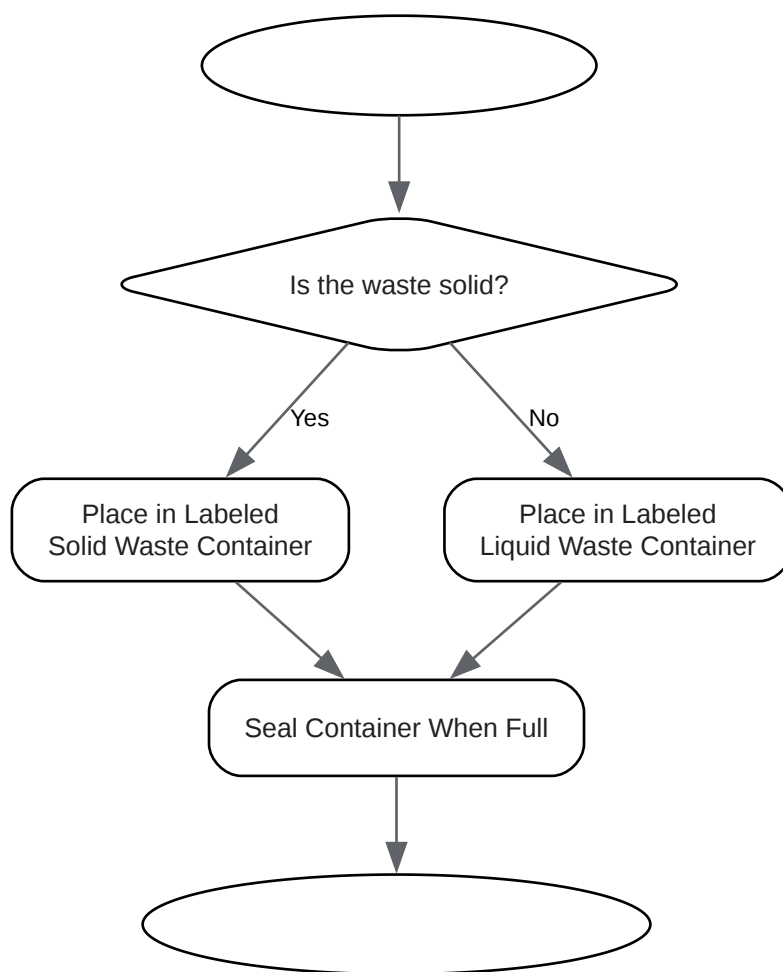 Is the waste solid?
Yes
No
Place in Labeled
Solid Waste Container
Place in Labeled
Liquid Waste Container
Seal Container When Full